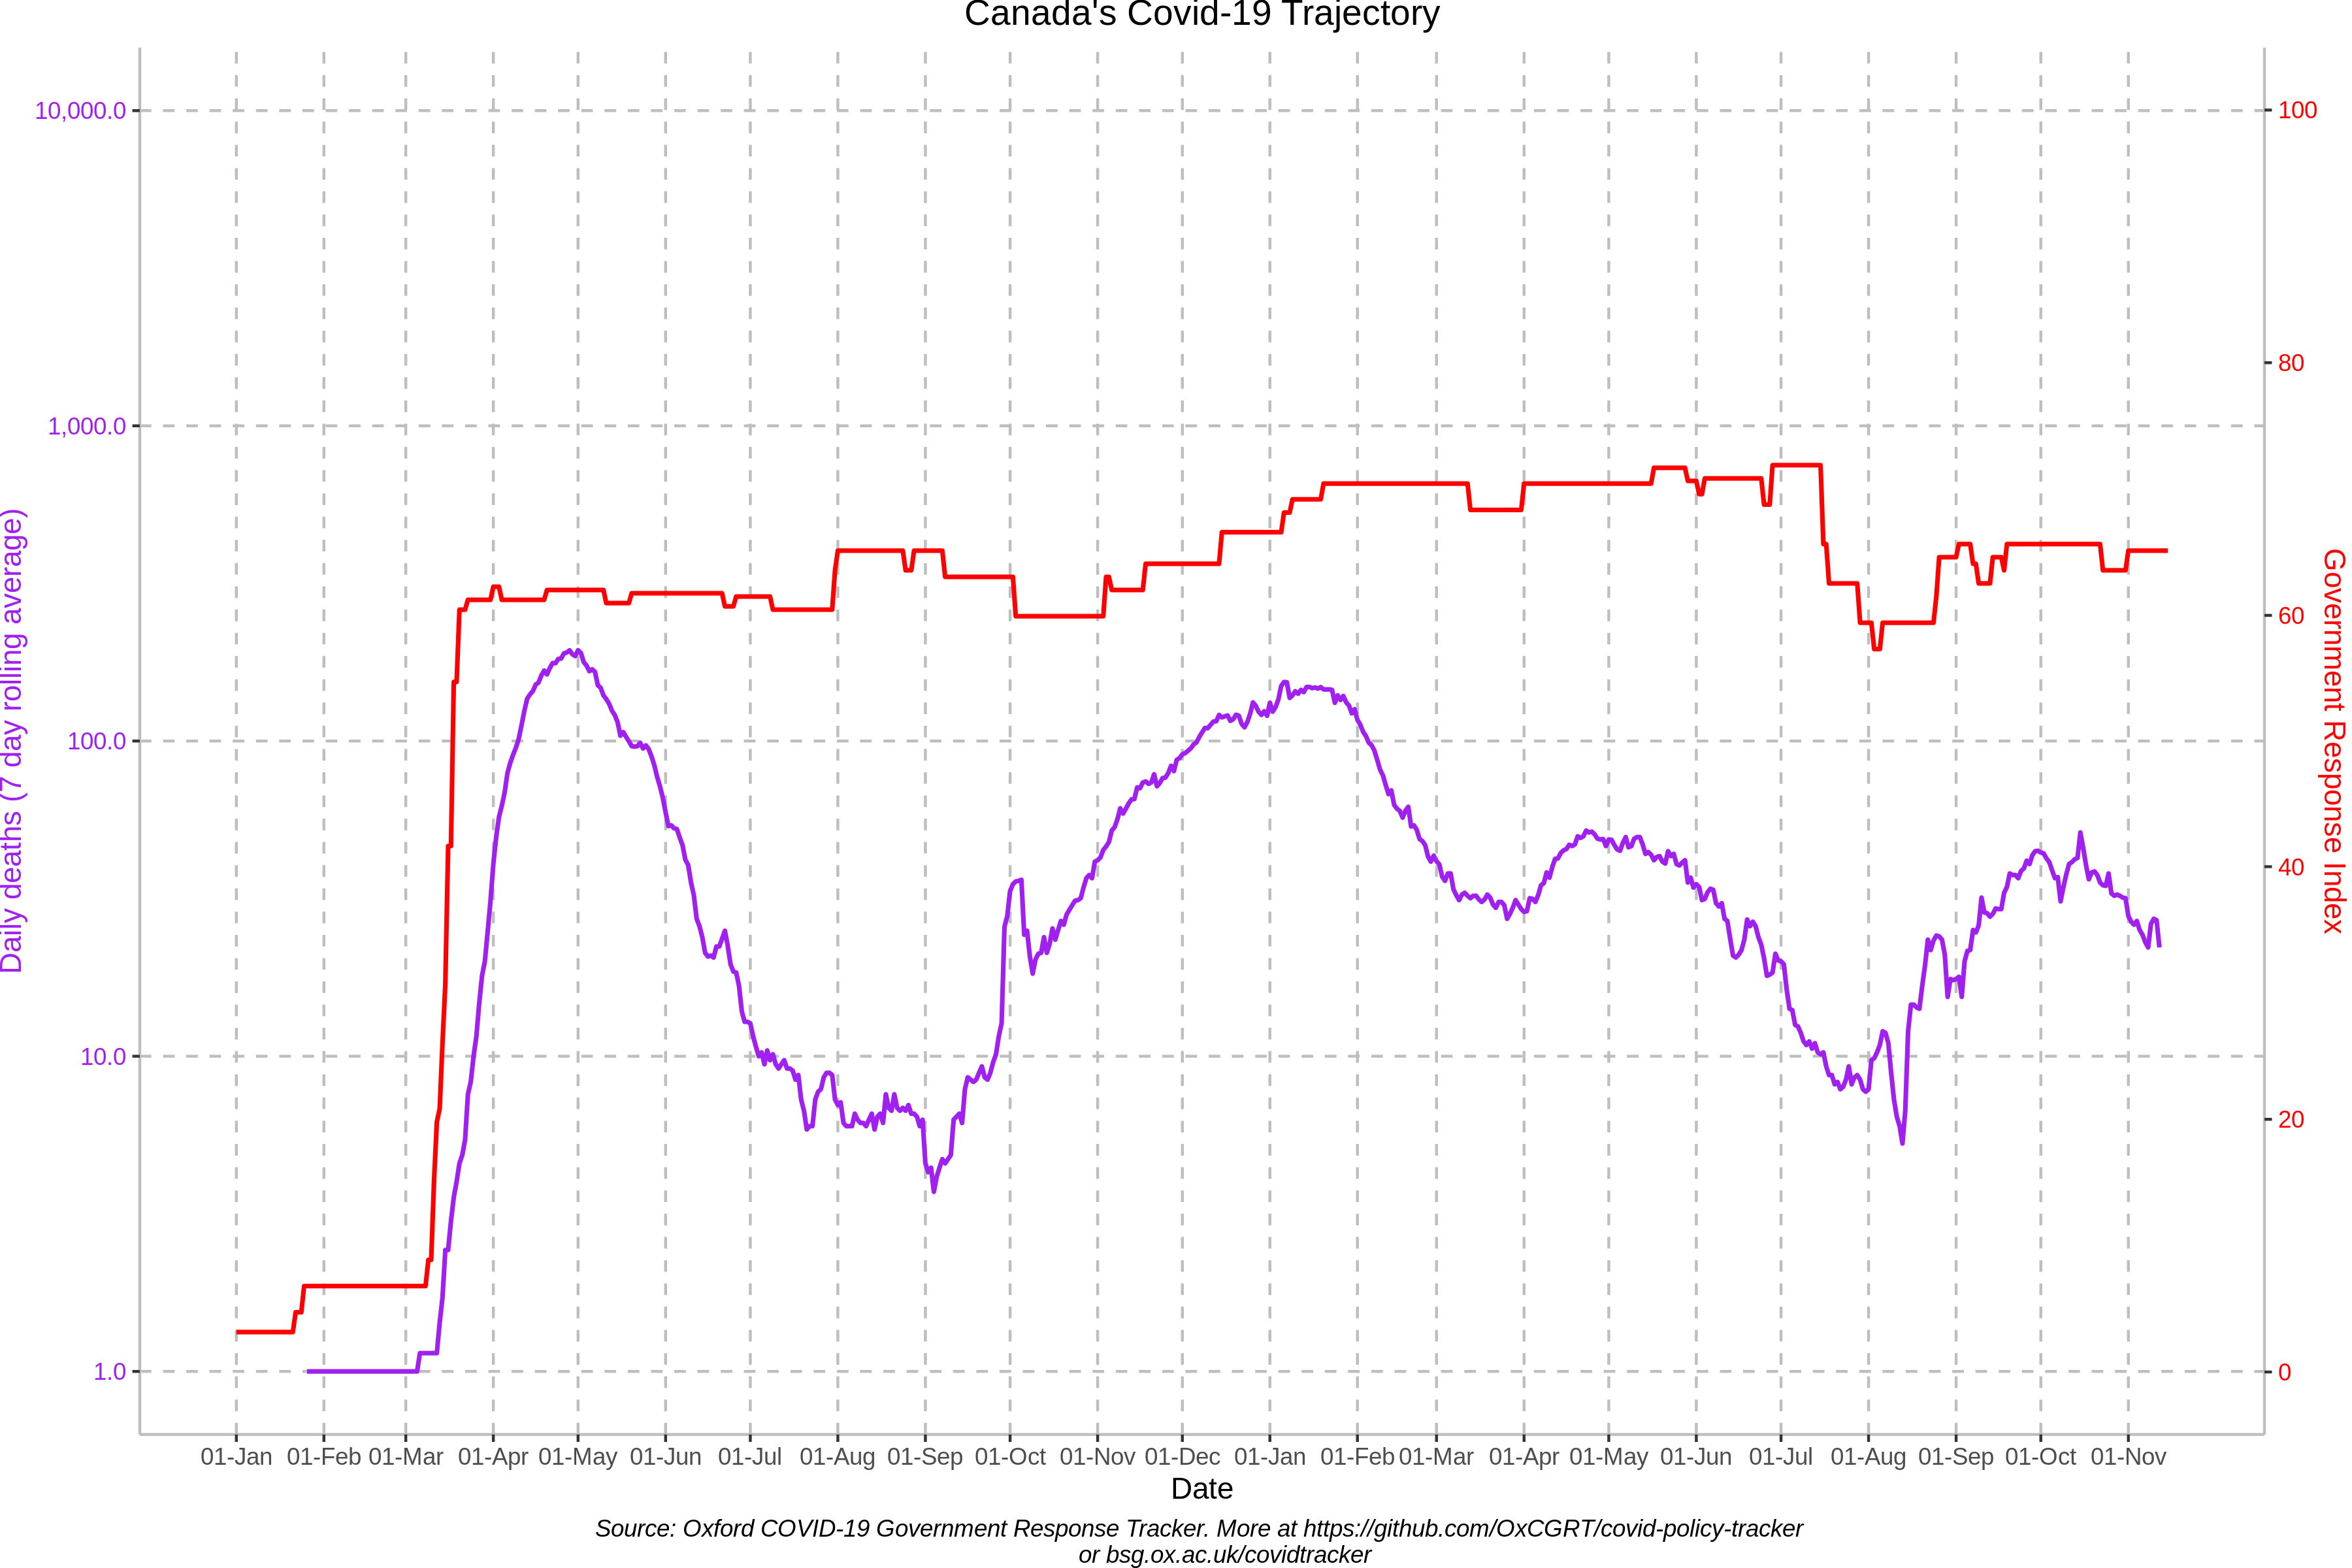 Canada's Covid-19 Trajectory
10,000.0
1,000.0
100.0
10.0
1.0
Daily deaths (7 day rolling average)
100
80
60
40
20
0
Government Response Index
01-Jan 01-Feb 01-Mar 01-Apr 01-May 01-Jun 01-Jul 01-Aug 01-Sep 01-Oct 01-Nov 01-Dec 01-Jan 01-Feb 01-Mar 01-Apr 01-May 01-Jun 01-Jul 01-Aug 01-Sep 01-Oct 01-Nov
Date
Source: Oxford COVID-19 Government Response Tracker. More at https://github.com/OxCGRT/covid-policy-tracker
or bsg.ox.ac.uk/covidtracker